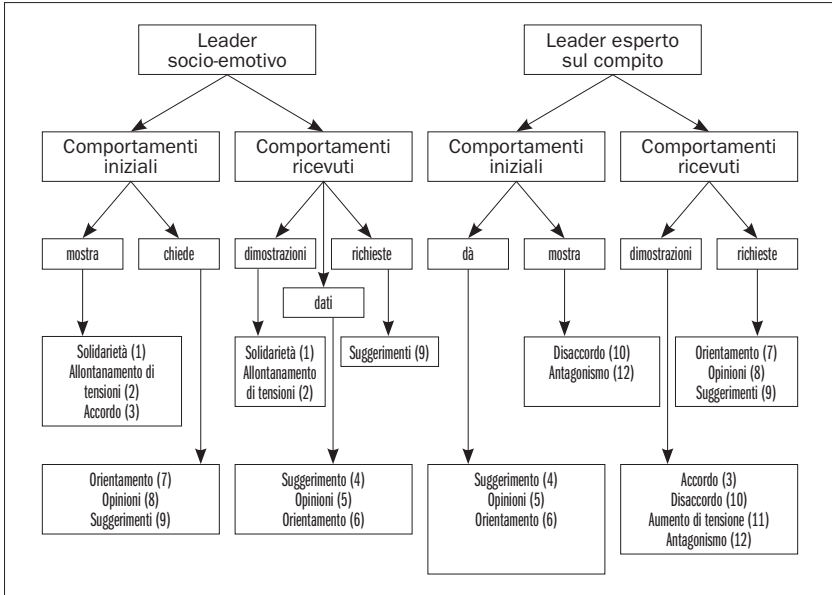 Leader
socio-emotivo
Leader esperto
sul compito
Comportamenti
iniziali
Comportamenti
ricevuti
Comportamenti
iniziali
Comportamenti
ricevuti
mostra
chiede
dimostrazioni
richieste
dà
mostra
dimostrazioni
richieste
dati
Solidarietà (1)
Allontanamento di
tensioni (2)
Accordo (3)
Solidarietà (1)
Allontanamento
di tensioni (2)
Suggerimenti (9)
Disaccordo (10)
Antagonismo (12)
Orientamento (7)
Opinioni (8)
Suggerimenti (9)
Orientamento (7)
Opinioni (8)
Suggerimenti (9)
Suggerimento (4)
Opinioni (5)
Orientamento (6)
Suggerimento (4)
Opinioni (5)
Orientamento (6)
Accordo (3)
Disaccordo (10)
Aumento di tensione (11)
Antagonismo (12)